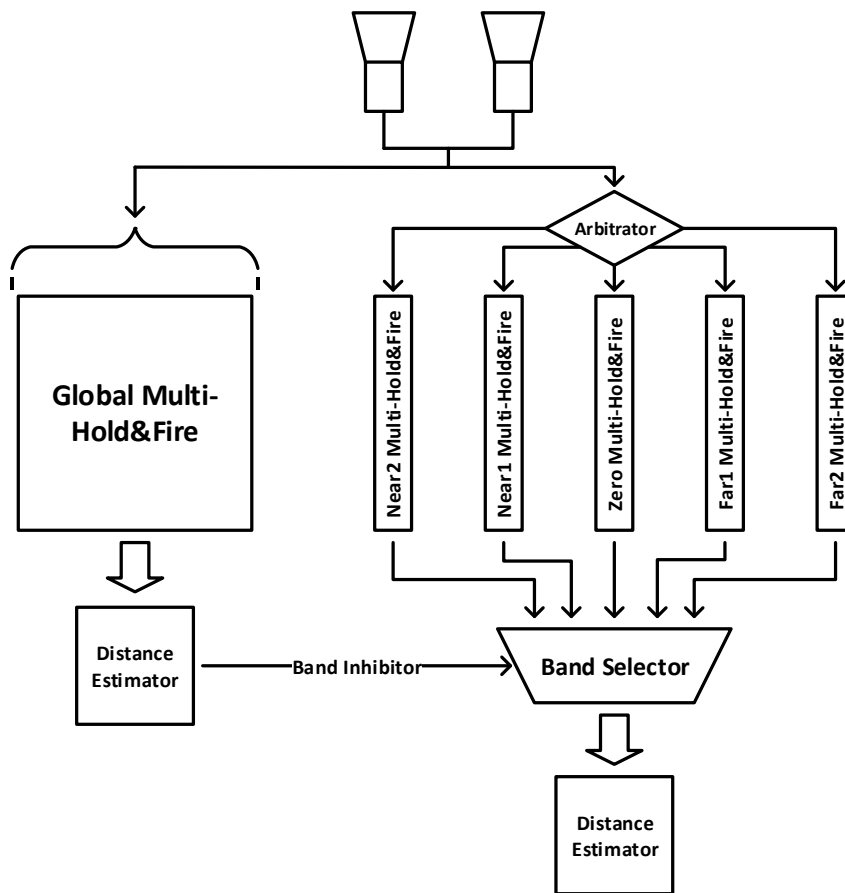 Arbitrator
Global Multi-
Hold&Fire
Near2 Multi-Hold&Fire
Near1 Multi-Hold&Fire
Zero Multi-Hold&Fire
Far1 Multi-Hold&Fire
Far2 Multi-Hold&Fire
Distance
Estimator
Band Inhibitor
Band Selector
Distance
Estimator